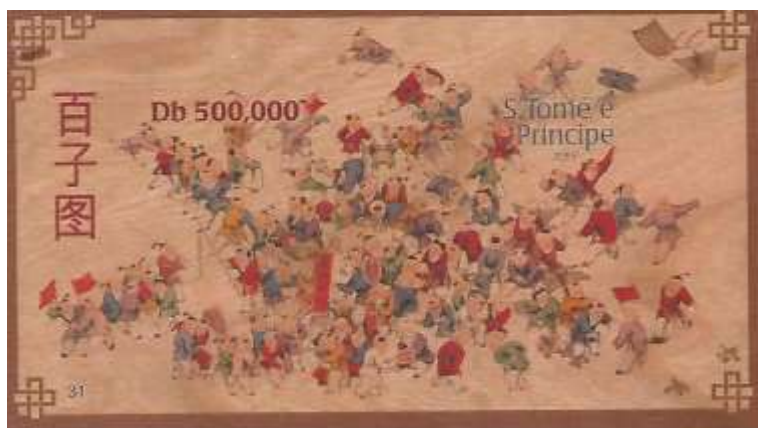 百子图
Db 500,000
S. Tomé e
Príncipe
31